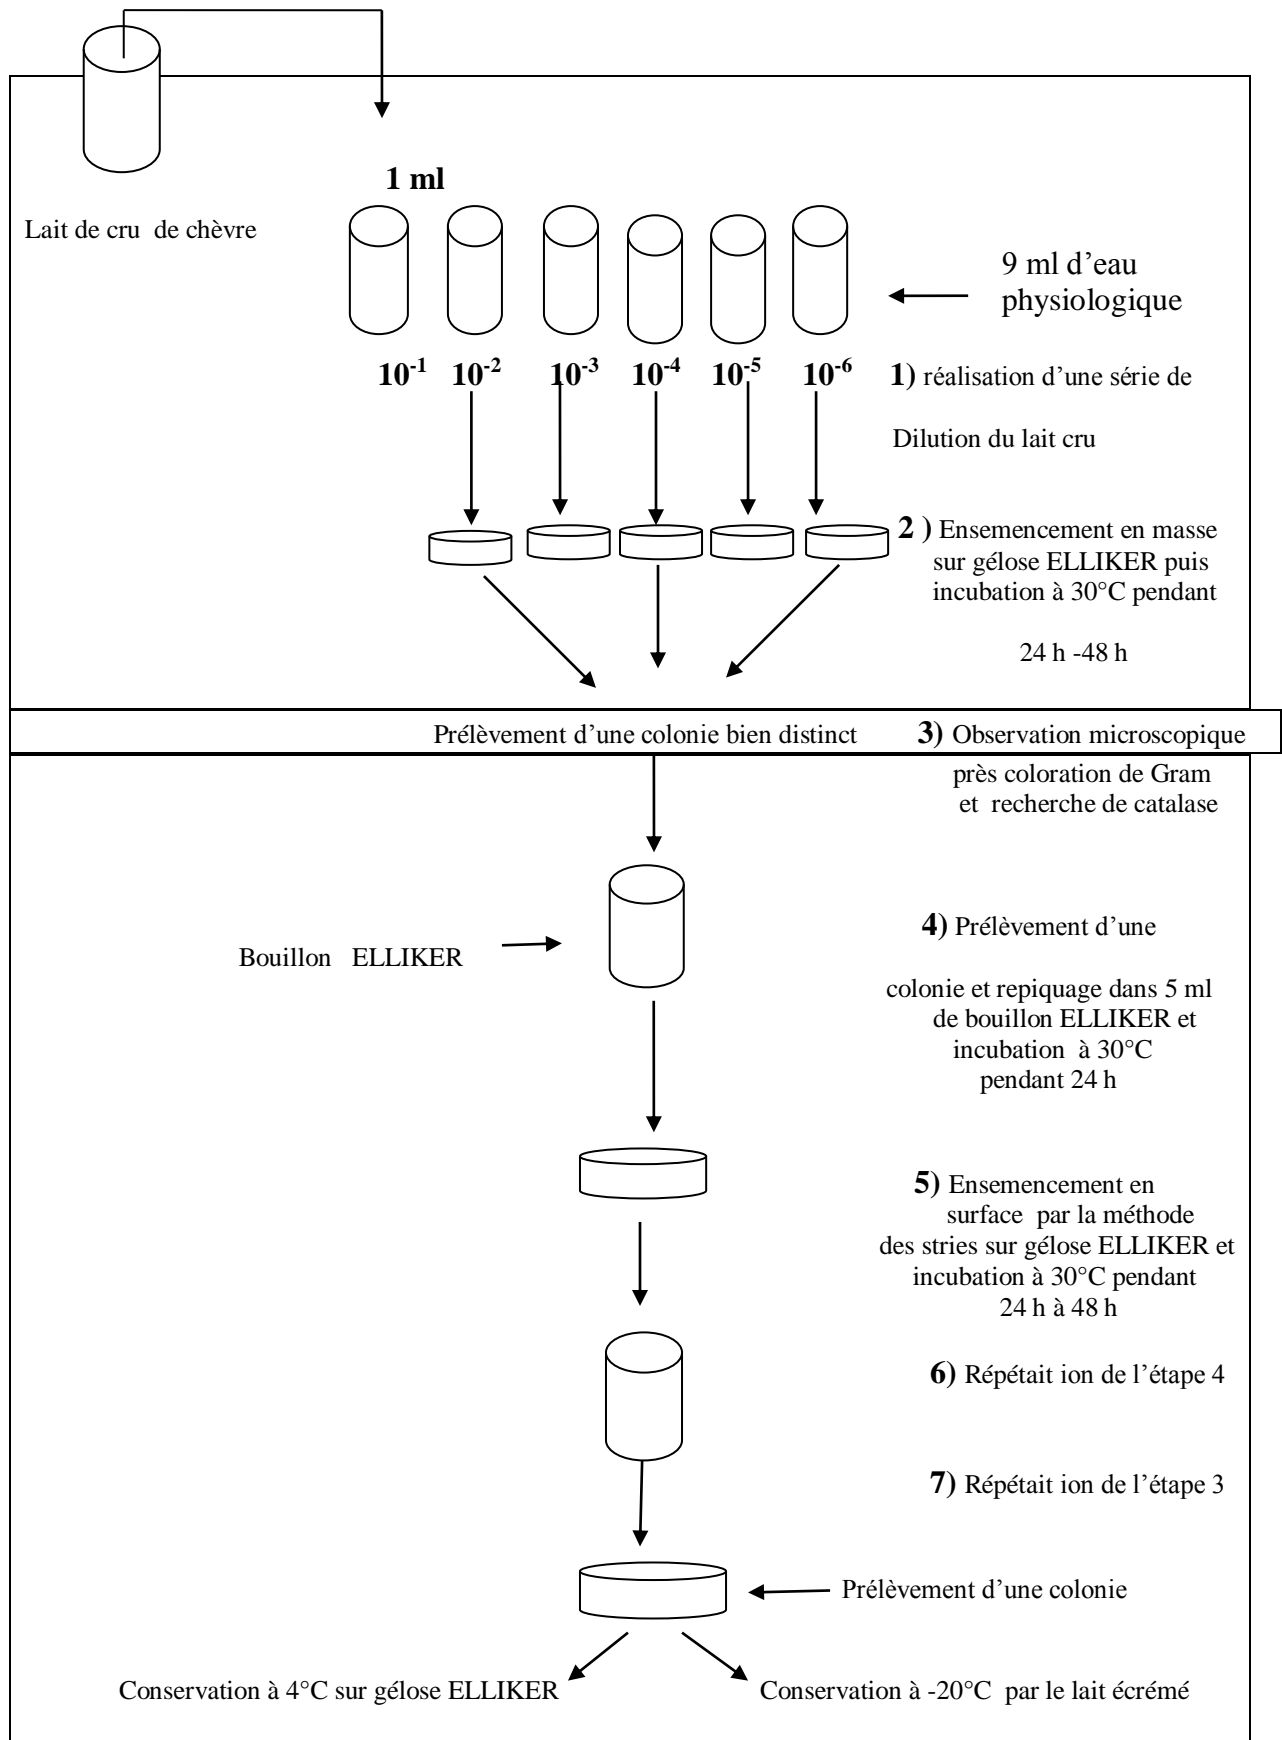 1 ml
Lait de cru de chèvre
9 ml d’eau
physiologique
10-1 10-2 10-3 10-4 10-5 10-6
1) réalisation d’une série de
Dilution du lait cru
2 ) Ensemencement en masse
sur gélose ELLIKER puis
incubation à 30°C pendant
24 h -48 h
Prélèvement d’une colonie bien distinct
3) Observation microscopique
près coloration de Gram
et recherche de catalase
Bouillon ELLIKER
4) Prélèvement d’une
colonie et repiquage dans 5 ml
de bouillon ELLIKER et
incubation à 30°C
pendant 24 h
5) Ensemencement en
surface par la méthode
des stries sur gélose ELLIKER et
incubation à 30°C pendant
24 h à 48 h
6) Répétait ion de l’étape 4
7) Répétait ion de l’étape 3
Prélèvement d’une colonie
Conservation à 4°C sur gélose ELLIKER
Conservation à -20°C par le lait écrémé